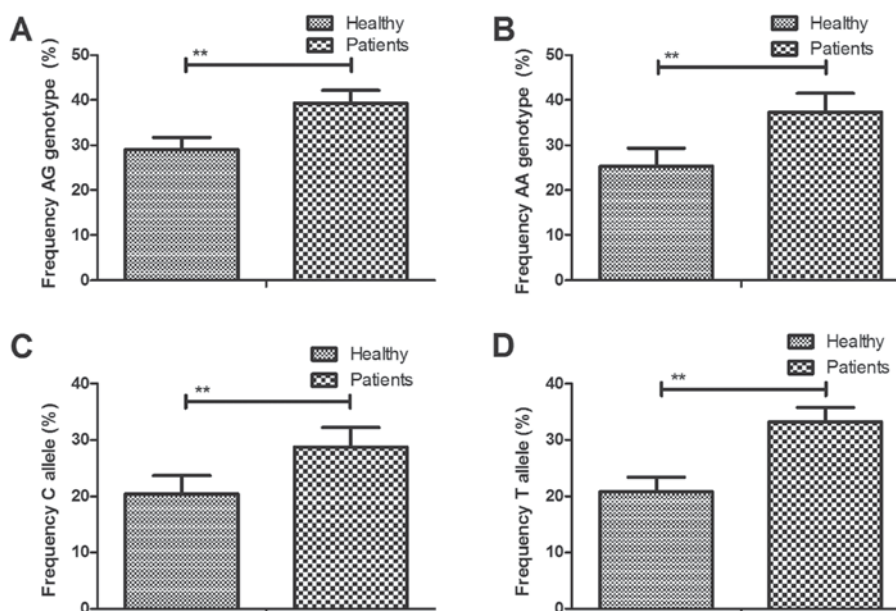 A
Healthy
Patients
**
Frequency AG genotype (%)
50
40
30
20
10
0
B
Healthy
Patients
**
Frequency AA genotype (%)
50
40
30
20
10
0
C
Healthy
Patients
**
Frequency C allele (%)
40
30
20
10
0
D
Healthy
Patients
**
Frequency T allele (%)
40
30
20
10
0